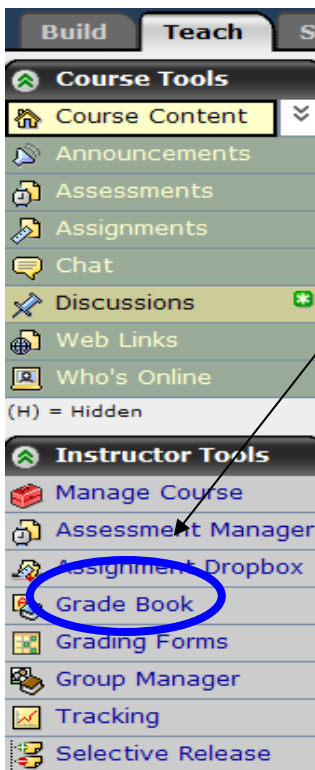 Build Teach S
Course Tools
Course Content
Announcements
Assessments
Assignments
Chat
Discussions
Web Links
Who's Online
(H) = Hidden
Instructor Tools
Manage Course
Assessment Manager
Assignment Dropbox
Grade Book
Grading Forms
Group Manager
Tracking
Selective Release